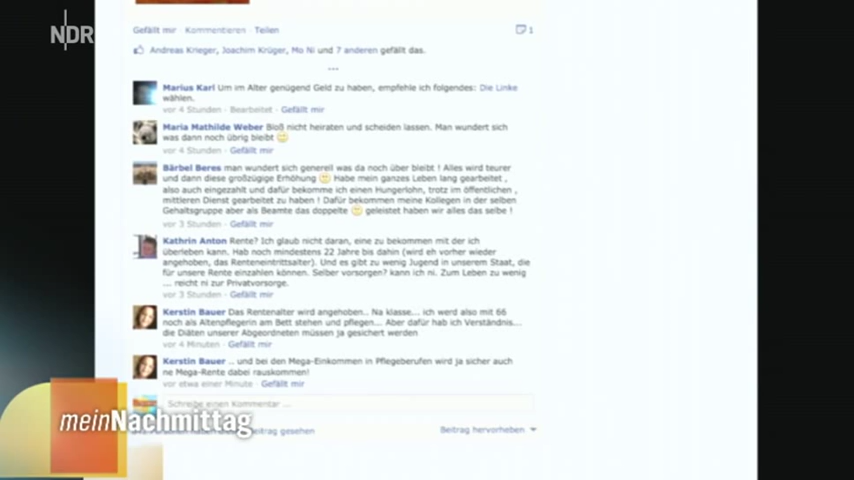 NDR
Gefällt mir · Kommentieren · Teilen
1
Andreas Krieger, Joachim Krüger, Mo Ni und 7 anderen gefällt das.
Marius Karl Um im Alter genügend Geld zu haben, empfehle ich folgendes: Die Linke
wählen.
vor 4 Stunden · Bearbeitet · Gefällt mir
Maria Mathilde Weber Bloß nicht heiraten und scheiden lassen. Man wundert sich
was dann noch übrig bleibt
vor 4 Stunden · Gefällt mir
Bärbel Beres man wundert sich generell was da noch über bleibt ! Alles wird teurer
und dann diese großzügige Erhöhung Habe mein ganzes Leben lang gearbeitet ,
also auch eingezahlt und dafür bekomme ich einen Hungerlohn, trotz im öffentlichen ,
mittleren Dienst gearbeitet zu haben ! Dafür bekommen meine Kollegen in der selben
Gehaltsgruppe aber als Beamte das doppelte geleistet haben wir alles das selbe !
vor 3 Stunden · Gefällt mir
Kathrin Anton Rente? Ich glaub nicht daran, eine zu bekommen mit der ich
überleben kann. Hab noch mindestens 22 Jahre bis dahin (wird eh vorher wieder
angehoben, das Renteneintrittsalter). Und es gibt zu wenig Jugend in unserem Staat, die
für unsere Rente einzahlen können. Selber vorsorgen? kann ich ni. Zum Leben zu wenig
... reicht ni zur Privatvorsorge.
vor 3 Stunden · Gefällt mir
Kerstin Bauer Das Rentenalter wird angehoben.. Na klasse... ich werd also mit 66
noch als Altenpflegerin am Bett stehen und pflegen... Aber dafür hab ich Verständnis...
die Diäten unserer Abgeordneten müssen ja gesichert werden
vor 4 Minuten · Gefällt mir
Kerstin Bauer .. und bei den Mega-Einkommen in Pflegeberufen wird ja sicher auch
ne Mega-Rente dabei rauskommen!
vor etwa einer Minute · Gefällt mir
Schreibe einen Kommentar ...
gesehen
Beitrag hervorheben
meinNachmittag